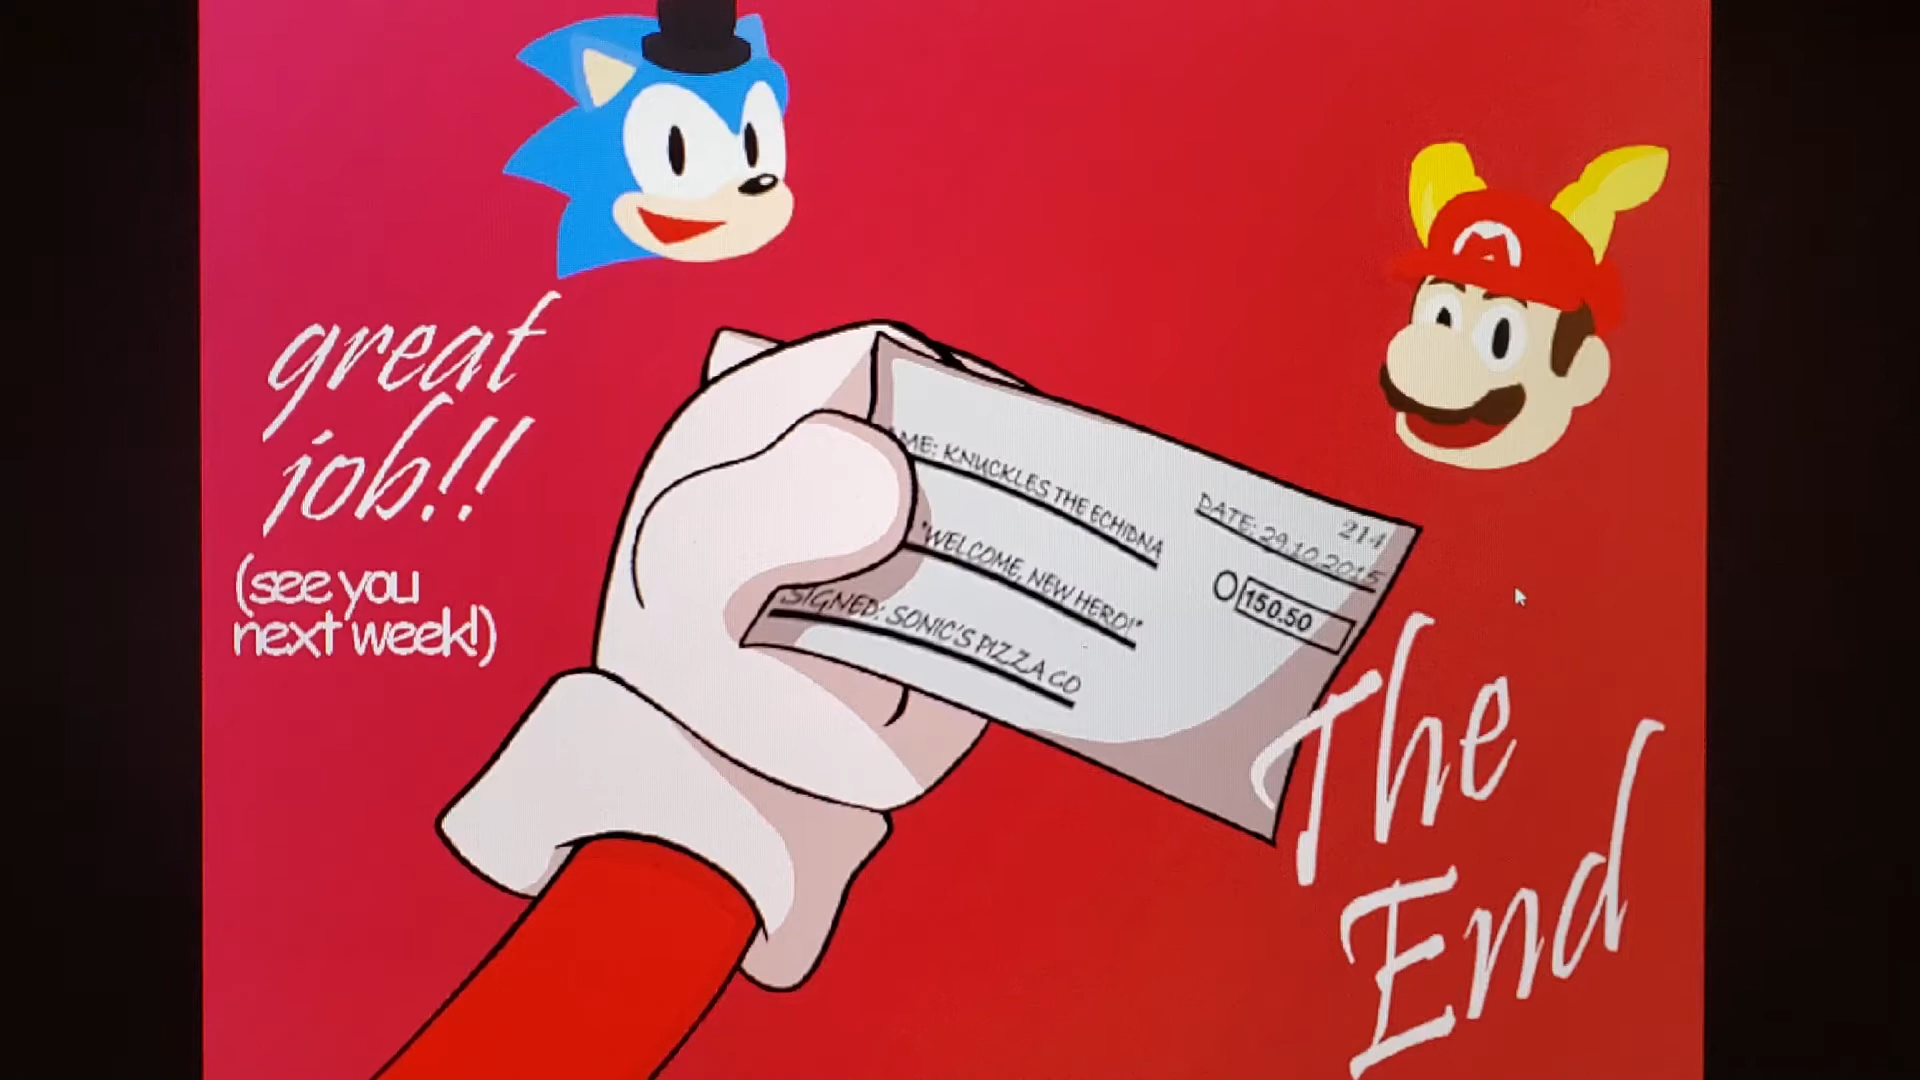 great
job!!
(see you
next week!)
ME: KNUCKLES THE ECHIDNA
214
DATE: 29.10.2015
"WELCOME, NEW HERO!"
150.50
SIGNED: SONIC'S PIZZA CO
The
End
M